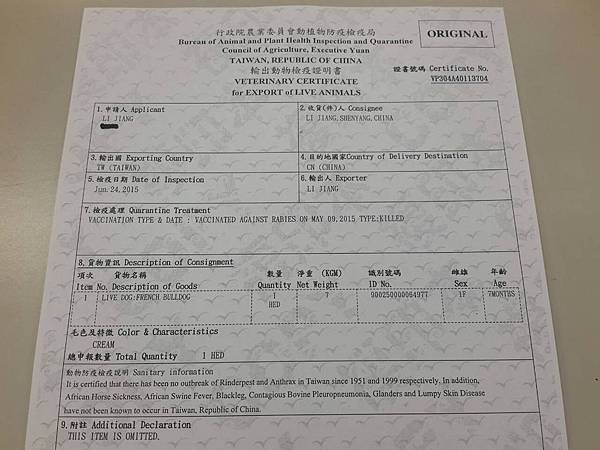 行政院農業委員會動植物防疫檢疫局
Bureau of Animal and Plant Health Inspection and Quarantine
Council of Agriculture, Executive Yuan
TAIWAN, REPUBLIC OF CHINA
輸出動物檢疫證明書
VETERINARY CERTIFICATE
for EXPORT of LIVE ANIMALS
ORIGINAL
證書號碼 Certificate No.
VP304A40113704
1.申請人 Applicant
LI JIANG
2.收貨(件)人 Consignee
LI JIANG,SHENYANG,CHINA
3.輸出國 Exporting Country
TW (TAIWAN)
4.目的地國家Country of Delivery Destination
CN (CHINA)
5.檢疫日期 Date of Inspection
Jun. 24,2015
6.輸出人 Exporter
LI JIANG
7.檢疫處理 Quarantine Treatment
VACCINATION TYPE & DATE : VACCINATED AGAINST RABIES ON MAY 09,2015 TYPE:KILLED
8.貨物資訊 Description of Consignment
項次 貨物名稱 數量 淨重 (KGM) 識別號碼 雌雄 年齡
Item No. Description of Goods Quantity Net Weight ID No. Sex Age
1 LIVE DOG:FRENCH BULLDOG 1 7 900250000064977 1F 7MONTHS
HED
毛色及特徵 Color & Characteristics
CREAM
總申報數量 Total Quantity 1 HED
動物防疫檢疫說明 Sanitary information
It is certified that there has been no outbreak of Rinderpest and Anthrax in Taiwan since 1951 and 1999 respectively. In addition,
African Horse Sickness, African Swine Fever, Blackleg, Contagious Bovine Pleuropneumonia, Glanders and Lumpy Skin Disease
have not been known to occur in Taiwan, Republic of China.
9.附註 Additional Declaration
THIS ITEM IS OMITTED.